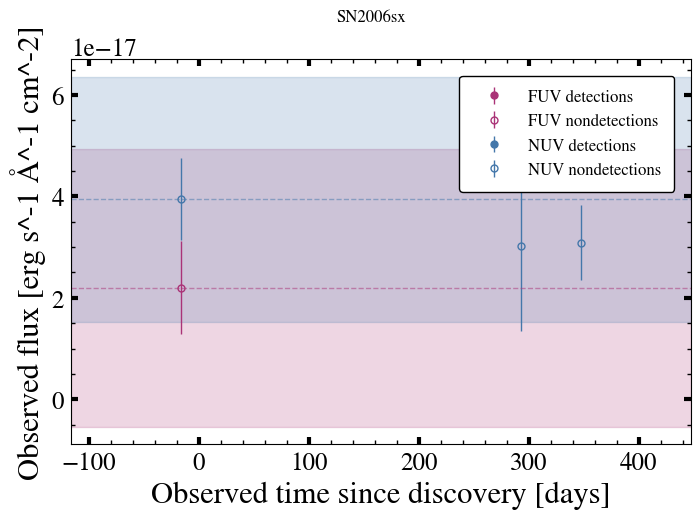 SN2006sx
1e−17
Observed flux [erg s^-1 Å^-1 cm^-2]
6
4
2
0
FUV detections
FUV nondetections
NUV detections
NUV nondetections
−100 0 100 200 300 400
Observed time since discovery [days]